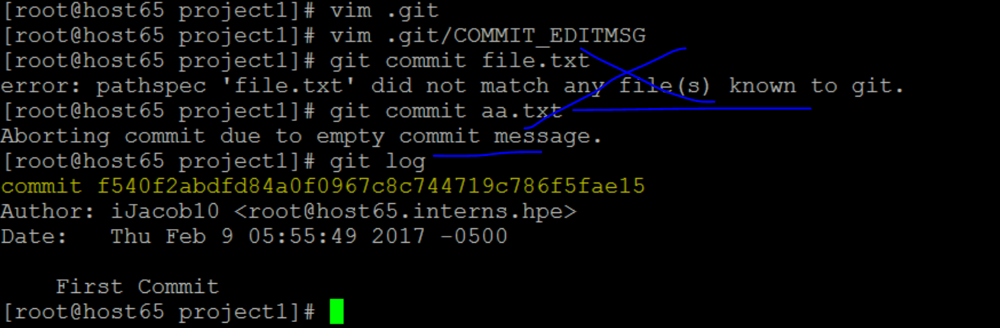 [root@host65 project1]# vim .git
[root@host65 project1]# vim .git/COMMIT_EDITMSG
[root@host65 project1]# git commit file.txt
error: pathspec 'file.txt' did not match any file(s) known to git.
[root@host65 project1]# git commit aa.txt
Aborting commit due to empty commit message.
[root@host65 project1]# git log
commit f540f2abdfd84a0f0967c8c744719c786f5fae15
Author: iJacob10 <root@host65.interns.hpe>
Date:   Thu Feb 9 05:55:49 2017 -0500
    First Commit
[root@host65 project1]#